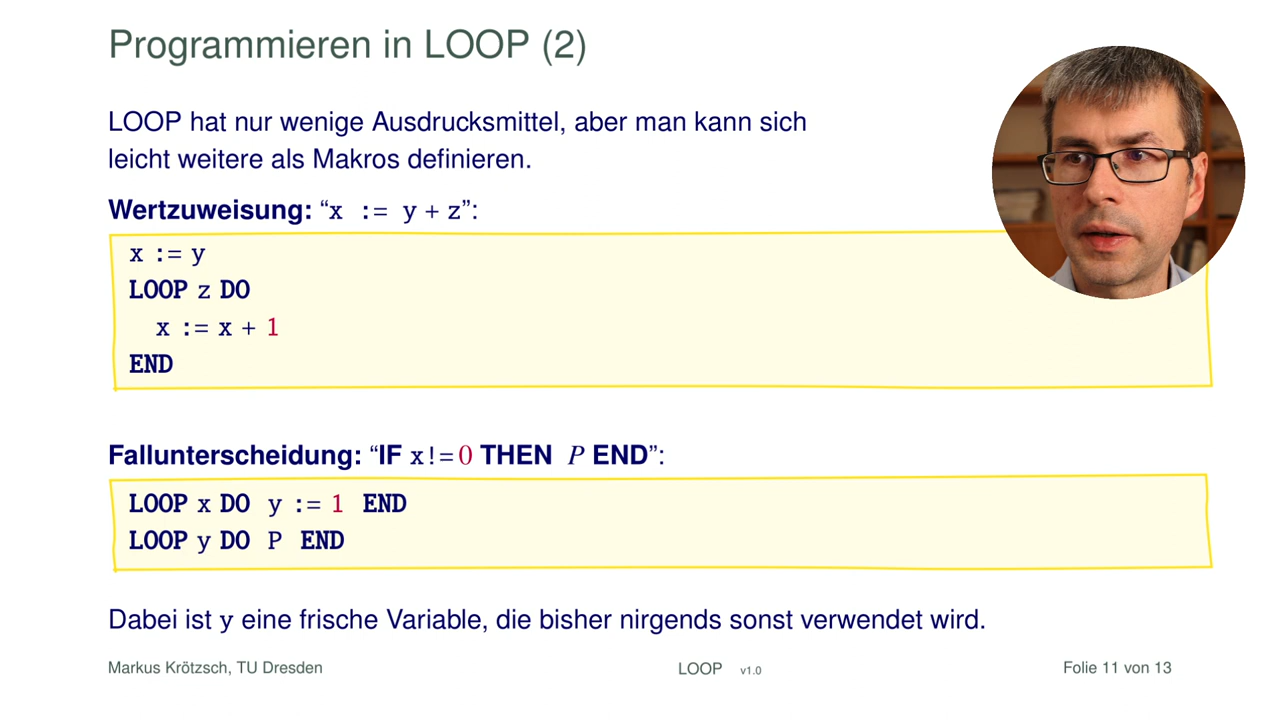 Programmieren in LOOP (2)
LOOP hat nur wenige Ausdrucksmittel, aber man kann sich
leicht weitere als Makros definieren.
Wertzuweisung: “x := y + z”:
x := y
LOOP z DO
x := x + 1
END
Fallunterscheidung: “IF x!=0 THEN P END”:
LOOP x DO y := 1 END
LOOP y DO P END
Dabei ist y eine frische Variable, die bisher nirgends sonst verwendet wird.
Markus Krötzsch, TU Dresden LOOP v1.0 Folie 11 von 13